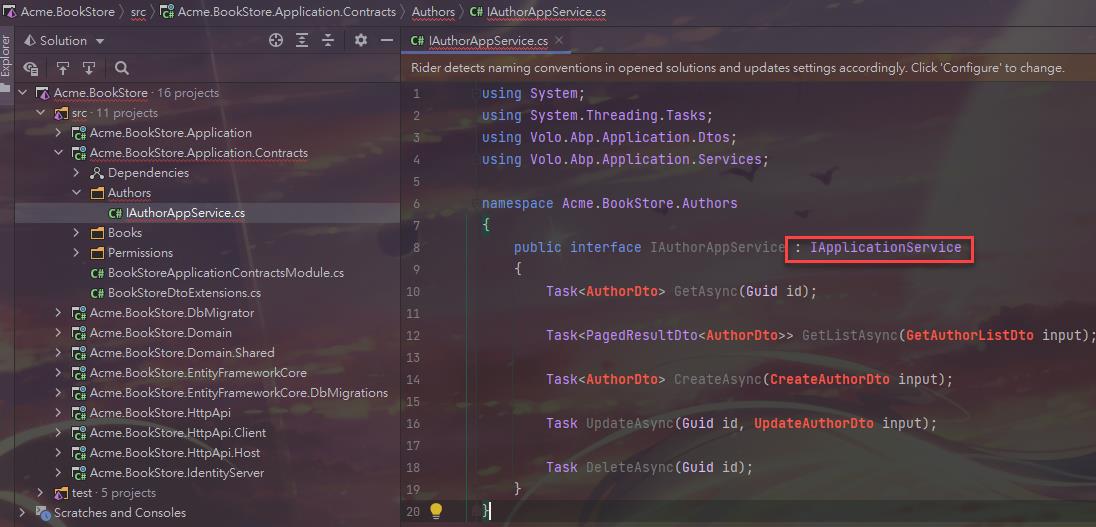 Acme.BookStore › src › Acme.BookStore.Application.Contracts › Authors › C# IAuthorAppService.cs
Explorer
Solution
C# IAuthorAppService.cs
Rider detects naming conventions in opened solutions and updates settings accordingly. Click 'Configure' to change.
Acme.BookStore · 16 projects
src · 11 projects
Acme.BookStore.Application
Acme.BookStore.Application.Contracts
Dependencies
Authors
C# IAuthorAppService.cs
Books
Permissions
C# BookStoreApplicationContractsModule.cs
C# BookStoreDtoExtensions.cs
Acme.BookStore.DbMigrator
Acme.BookStore.Domain
Acme.BookStore.Domain.Shared
Acme.BookStore.EntityFrameworkCore
Acme.BookStore.EntityFrameworkCore.DbMigrations
Acme.BookStore.HttpApi
Acme.BookStore.HttpApi.Client
Acme.BookStore.HttpApi.Host
Acme.BookStore.IdentityServer
test · 5 projects
Scratches and Consoles
1 using System;
2 using System.Threading.Tasks;
3 using Volo.Abp.Application.Dtos;
4 using Volo.Abp.Application.Services;
5
6 namespace Acme.BookStore.Authors
7 {
8 public interface IAuthorAppService : IApplicationService
9 {
10 Task<AuthorDto> GetAsync(Guid id);
11
12 Task<PagedResultDto<AuthorDto>> GetListAsync(GetAuthorListDto input);
13
14 Task<AuthorDto> CreateAsync(CreateAuthorDto input);
15
16 Task UpdateAsync(Guid id, UpdateAuthorDto input);
17
18 Task DeleteAsync(Guid id);
19 }
20 }